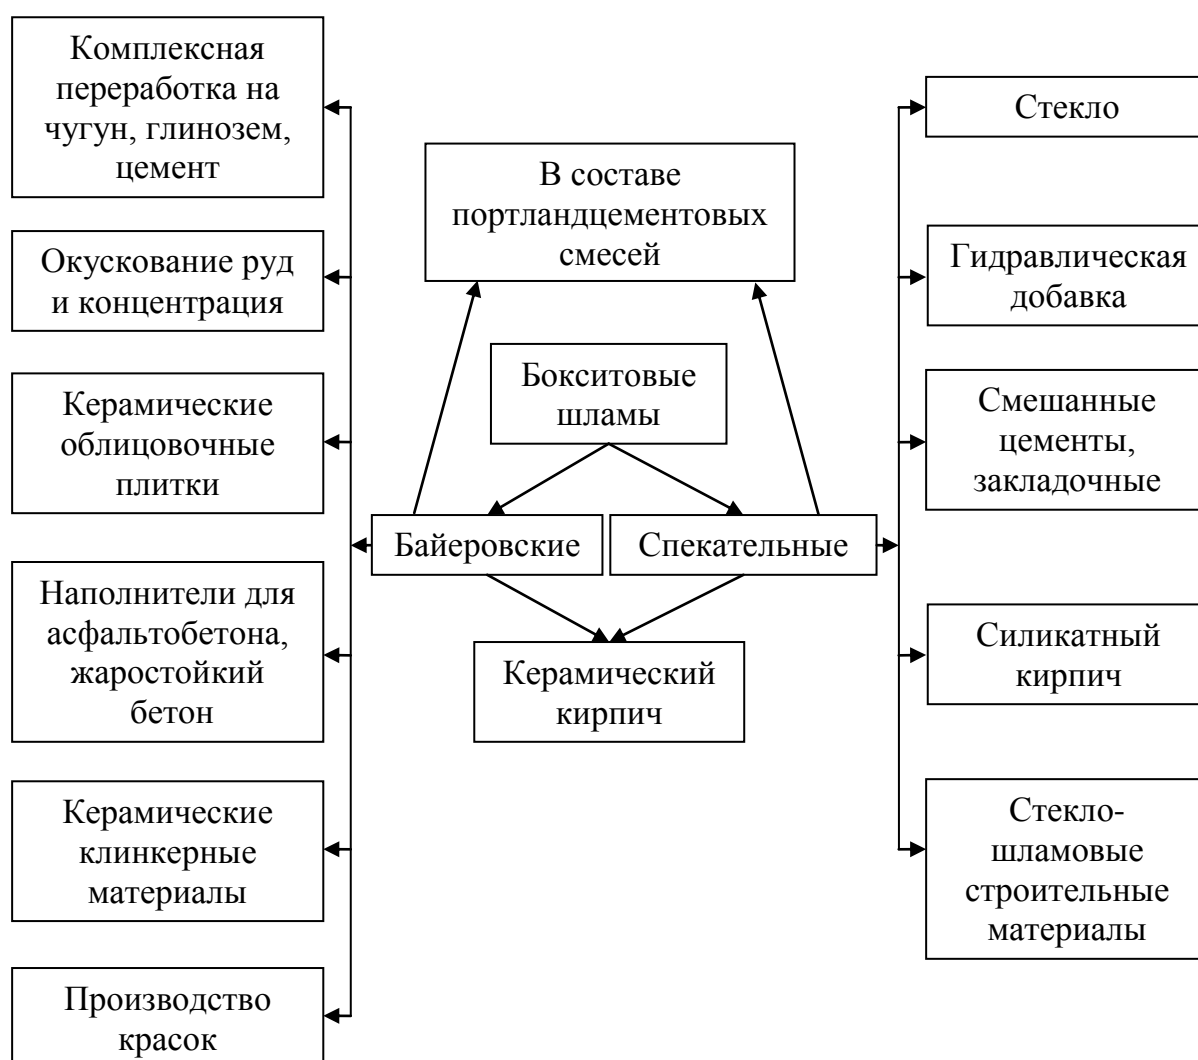 Комплексная
переработка на
чугун, глинозем,
цемент
Окускование руд
и концентрация
Керамические
облицовочные
плитки
Наполнители для
асфальтобетона,
жаростойкий
бетон
Керамические
клинкерные
материалы
Производство
красок
В составе
портландцементовых
смесей
Бокситовые
шламы
Байеровские
Спекательные
Керамический
кирпич
Стекло
Гидравлическая
добавка
Смешанные
цементы,
закладочные
Силикатный
кирпич
Стекло-
шламовые
строительные
материалы